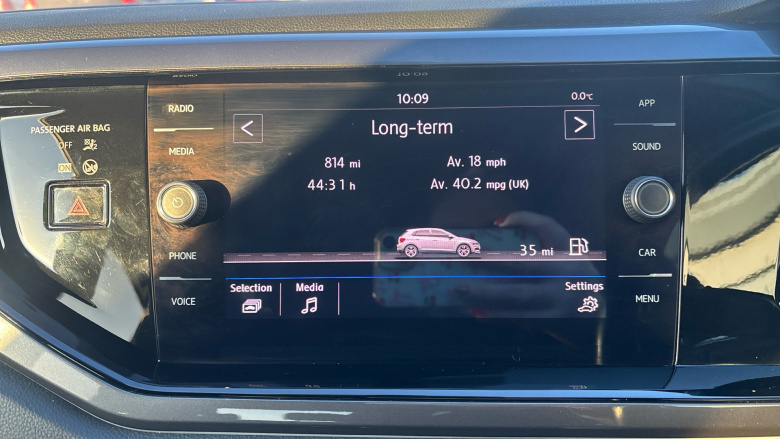 10:09
0.0°C
RADIO
APP
PASSENGER AIR BAG
OFF
ON
Long-term
MEDIA
SOUND
814 mi
Av. 18 mph
44:31 h
Av. 40.2 mpg (UK)
PHONE
35 mi
CAR
Selection
Media
Settings
VOICE
MENU